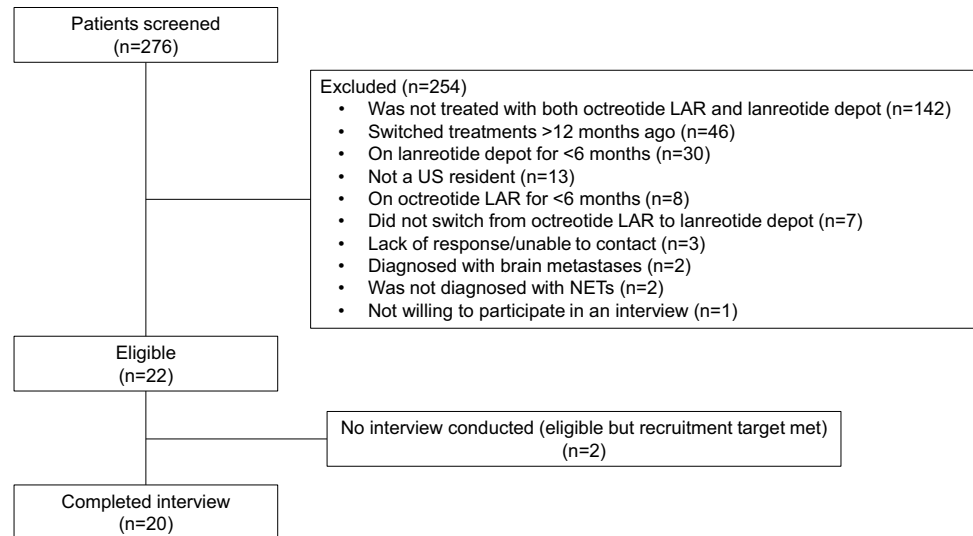 Patients screened
(n=276)
Excluded (n=254)
• Was not treated with both octreotide LAR and lanreotide depot (n=142)
• Switched treatments >12 months ago (n=46)
• On lanreotide depot for <6 months (n=30)
• Not a US resident (n=13)
• On octreotide LAR for <6 months (n=8)
• Did not switch from octreotide LAR to lanreotide depot (n=7)
• Lack of response/unable to contact (n=3)
• Diagnosed with brain metastases (n=2)
• Was not diagnosed with NETs (n=2)
• Not willing to participate in an interview (n=1)
Eligible
(n=22)
No interview conducted (eligible but recruitment target met)
(n=2)
Completed interview
(n=20)